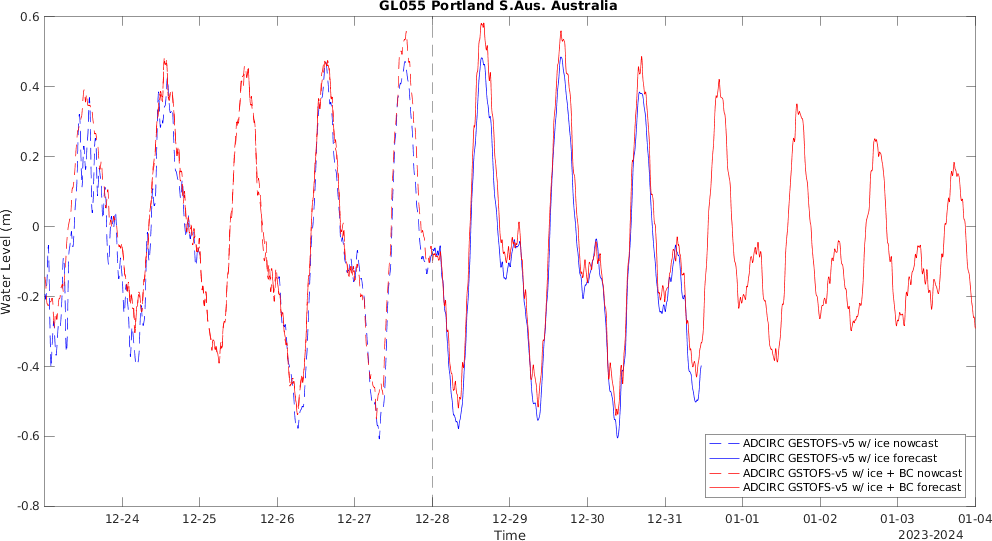 GL055 Portland S.Aus. Australia
0.6
0.4
0.2
0
-0.2
-0.4
-0.6
-0.8
Water Level (m)
ADCIRC GESTOFS-v5 w/ ice nowcast
ADCIRC GESTOFS-v5 w/ ice forecast
ADCIRC GSTOFS-v5 w/ ice + BC nowcast
ADCIRC GSTOFS-v5 w/ ice + BC forecast
12-24 12-25 12-26 12-27 12-28 12-29 12-30 12-31 01-01 01-02 01-03 01-04
Time
2023-2024